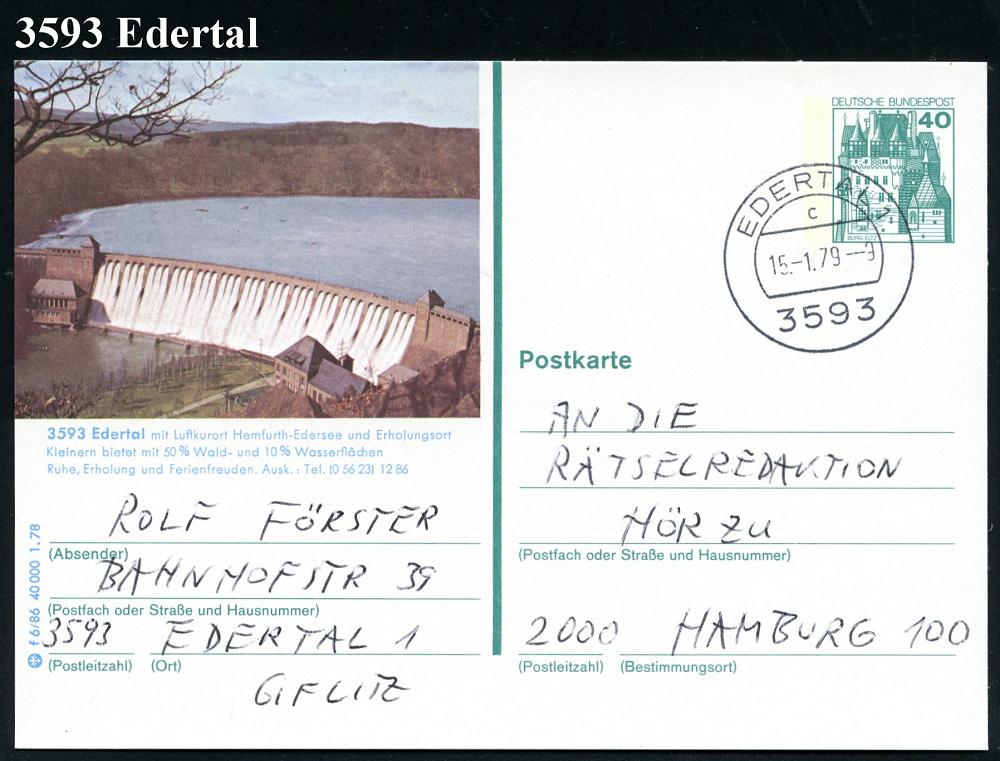 3593 Edertal
DEUTSCHE BUNDESPOST
40
BURG ELTZ
EDERTAL 1
c
15.-1.79--9
3593
Postkarte
AN DIE
RÄTSELREDAKTION
HÖR ZU
(Postfach oder Straße und Hausnummer)
2000 HAMBURG 100
(Postleitzahl) (Bestimmungsort)
3593 Edertal mit Luftkurort Hemfurth-Edersee und Erholungsort
Kleinern bietet mit 50% Wald- und 10% Wasserflächen
Ruhe, Erholung und Ferienfreuden. Ausk.: Tel. (0 56 23) 12 86
ROLF FÖRSTER
(Absender)
BAHNHOFSTR 39
(Postfach oder Straße und Hausnummer)
3593 EDERTAL 1
(Postleitzahl) (Ort)
GIFLITZ
f 6/86 40000 1.78